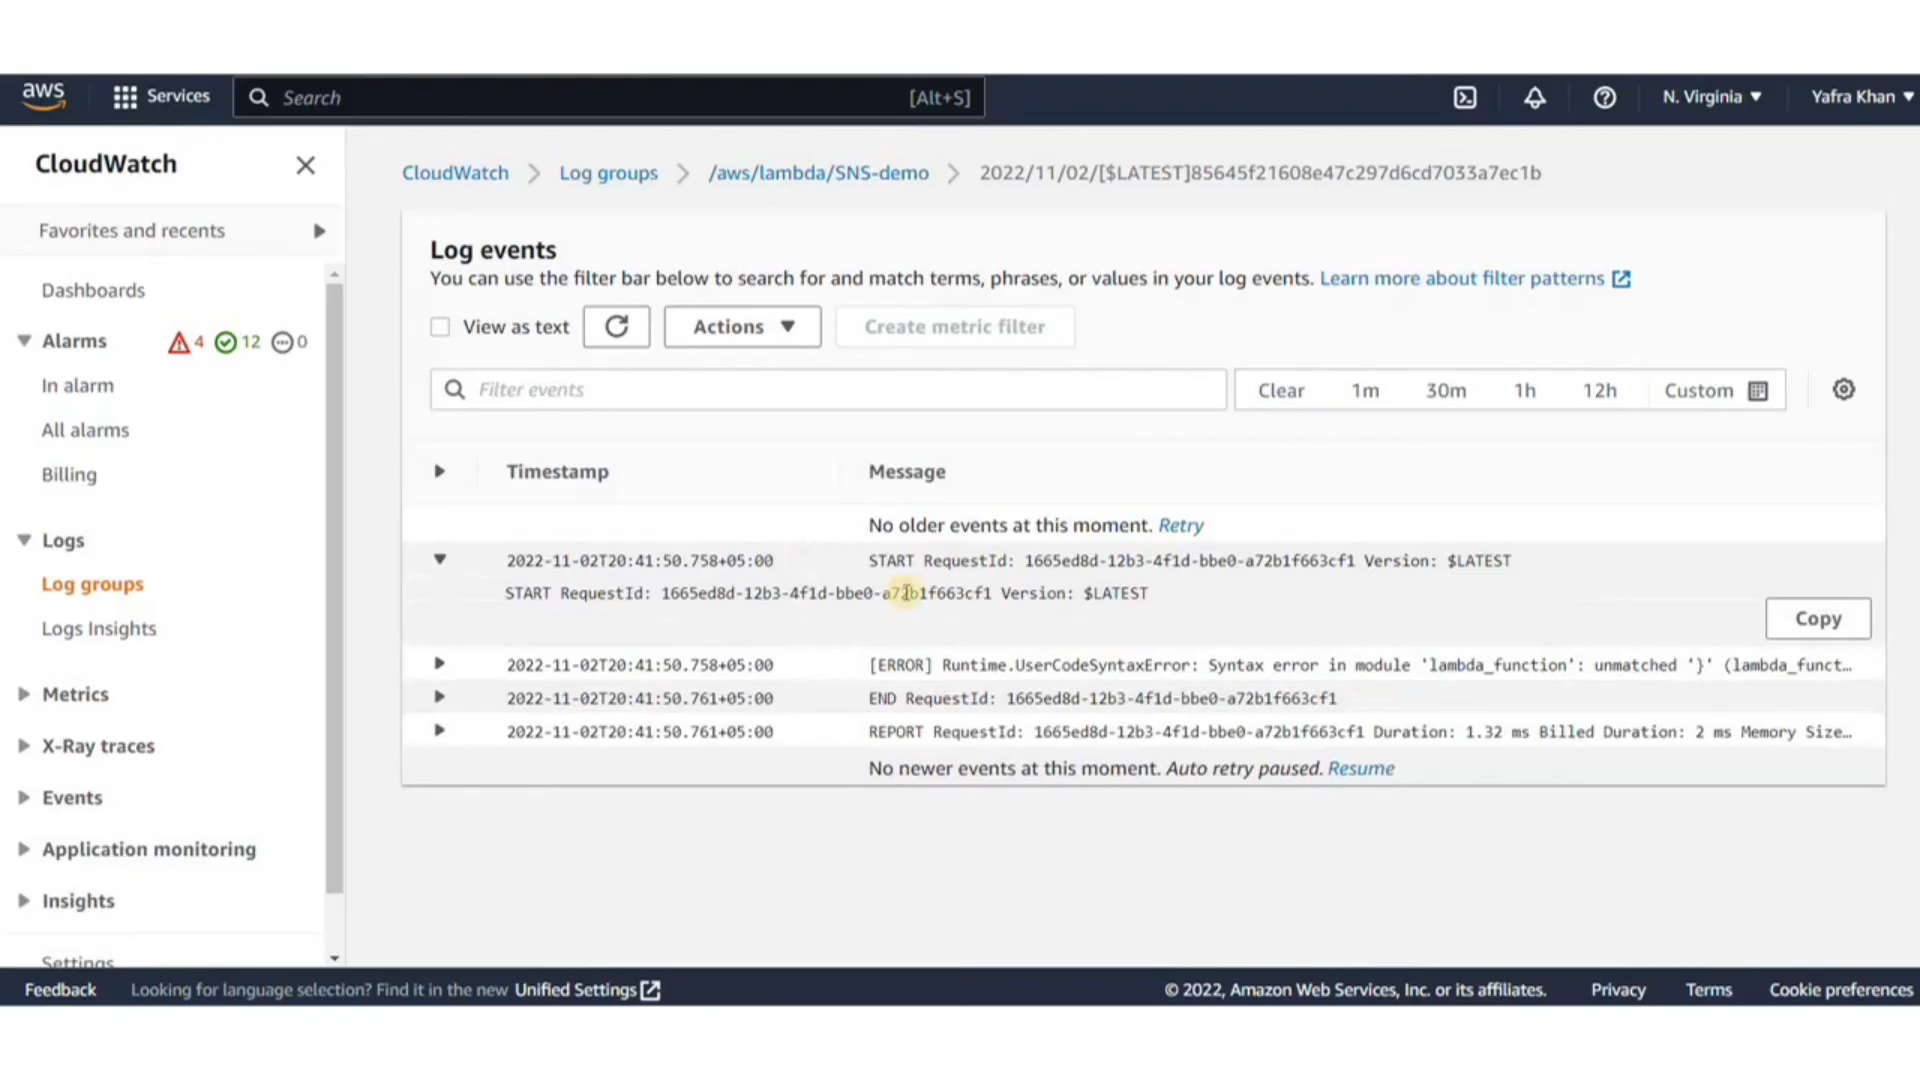 aws Services Search [Alt+S] N. Virginia Yafra Khan
CloudWatch
Favorites and recents
Dashboards
Alarms 4 12 0
In alarm
All alarms
Billing
Logs
Log groups
Logs Insights
Metrics
X-Ray traces
Events
Application monitoring
Insights
Settings
CloudWatch Log groups /aws/lambda/SNS-demo 2022/11/02/[$LATEST]85645f21608e47c297d6cd7033a7ec1b
Log events
You can use the filter bar below to search for and match terms, phrases, or values in your log events. Learn more about filter patterns
View as text Actions Create metric filter
Filter events Clear 1m 30m 1h 12h Custom
Timestamp Message
No older events at this moment. Retry
2022-11-02T20:41:50.758+05:00 START RequestId: 1665ed8d-12b3-4f1d-bbe0-a72b1f663cf1 Version: $LATEST
START RequestId: 1665ed8d-12b3-4f1d-bbe0-a72b1f663cf1 Version: $LATEST
Copy
2022-11-02T20:41:50.758+05:00 [ERROR] Runtime.UserCodeSyntaxError: Syntax error in module 'lambda_function': unmatched '}' (lambda_funct…
2022-11-02T20:41:50.761+05:00 END RequestId: 1665ed8d-12b3-4f1d-bbe0-a72b1f663cf1
2022-11-02T20:41:50.761+05:00 REPORT RequestId: 1665ed8d-12b3-4f1d-bbe0-a72b1f663cf1 Duration: 1.32 ms Billed Duration: 2 ms Memory Size…
No newer events at this moment. Auto retry paused. Resume
Feedback Looking for language selection? Find it in the new Unified Settings © 2022, Amazon Web Services, Inc. or its affiliates. Privacy Terms Cookie preferences